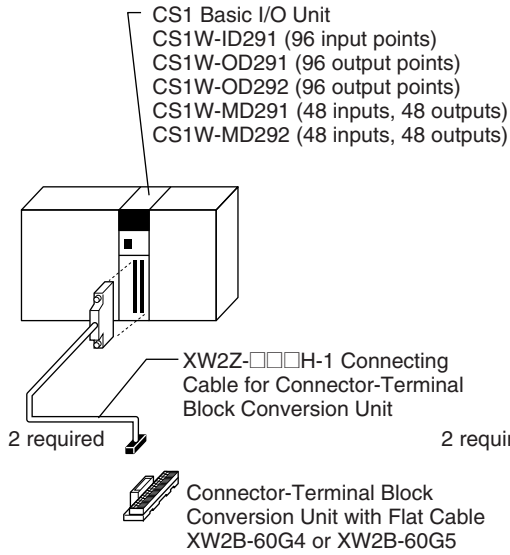 CS1 Basic I/O Unit
CS1W-ID291 (96 input points)
CS1W-OD291 (96 output points)
CS1W-OD292 (96 output points)
CS1W-MD291 (48 inputs, 48 outputs)
CS1W-MD292 (48 inputs, 48 outputs)
XW2Z-□□□H-1 Connecting
Cable for Connector-Terminal
Block Conversion Unit
2 required
2 requir
Connector-Terminal Block
Conversion Unit with Flat Cable
XW2B-60G4 or XW2B-60G5